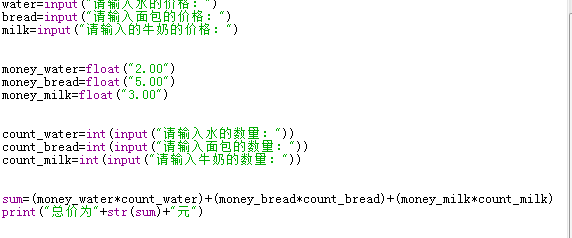 water=input("请输入水的价格：")
bread=input("请输入面包的价格：")
milk=input("请输入的牛奶的价格：")
money_water=float("2.00")
money_bread=float("5.00")
money_milk=float("3.00")
count_water=int(input("请输入水的数量："))
count_bread=int(input("请输入面包的数量："))
count_milk=int(input("请输入牛奶的数量："))
sum=(money_water*count_water)+(money_bread*count_bread)+(money_milk*count_milk)
print("总价为"+str(sum)+"元")